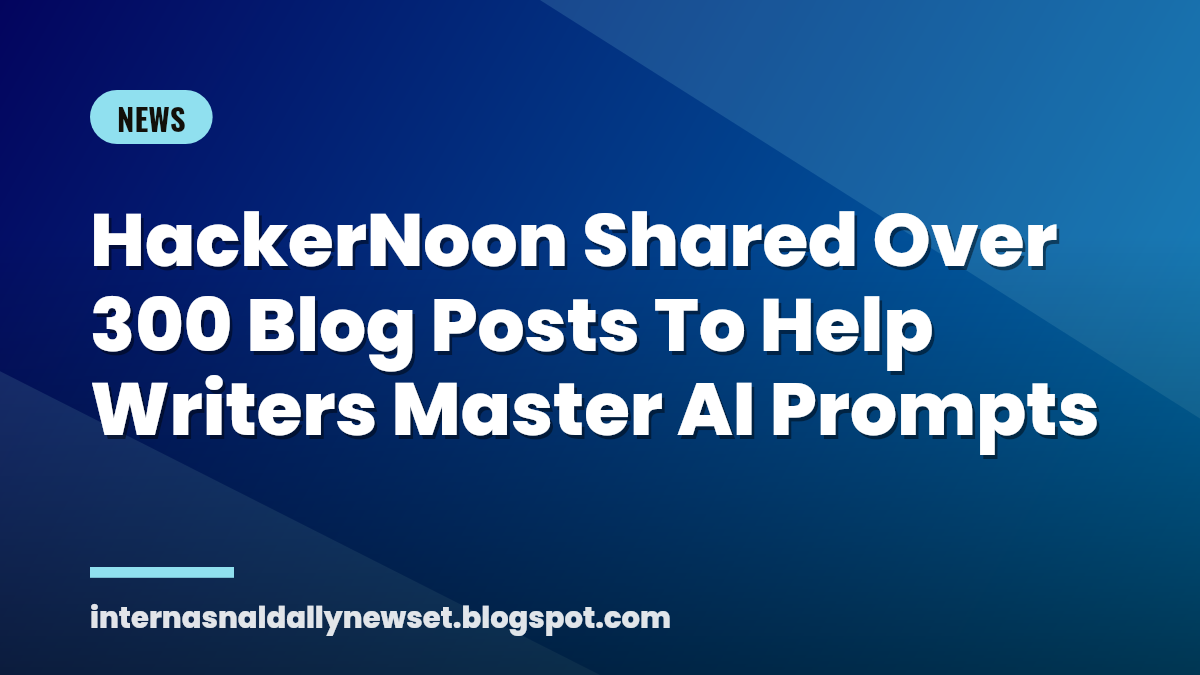 NEWS
HackerNoon Shared Over
300 Blog Posts To Help
Writers Master AI Prompts
internasnaldallynewset.blogspot.com